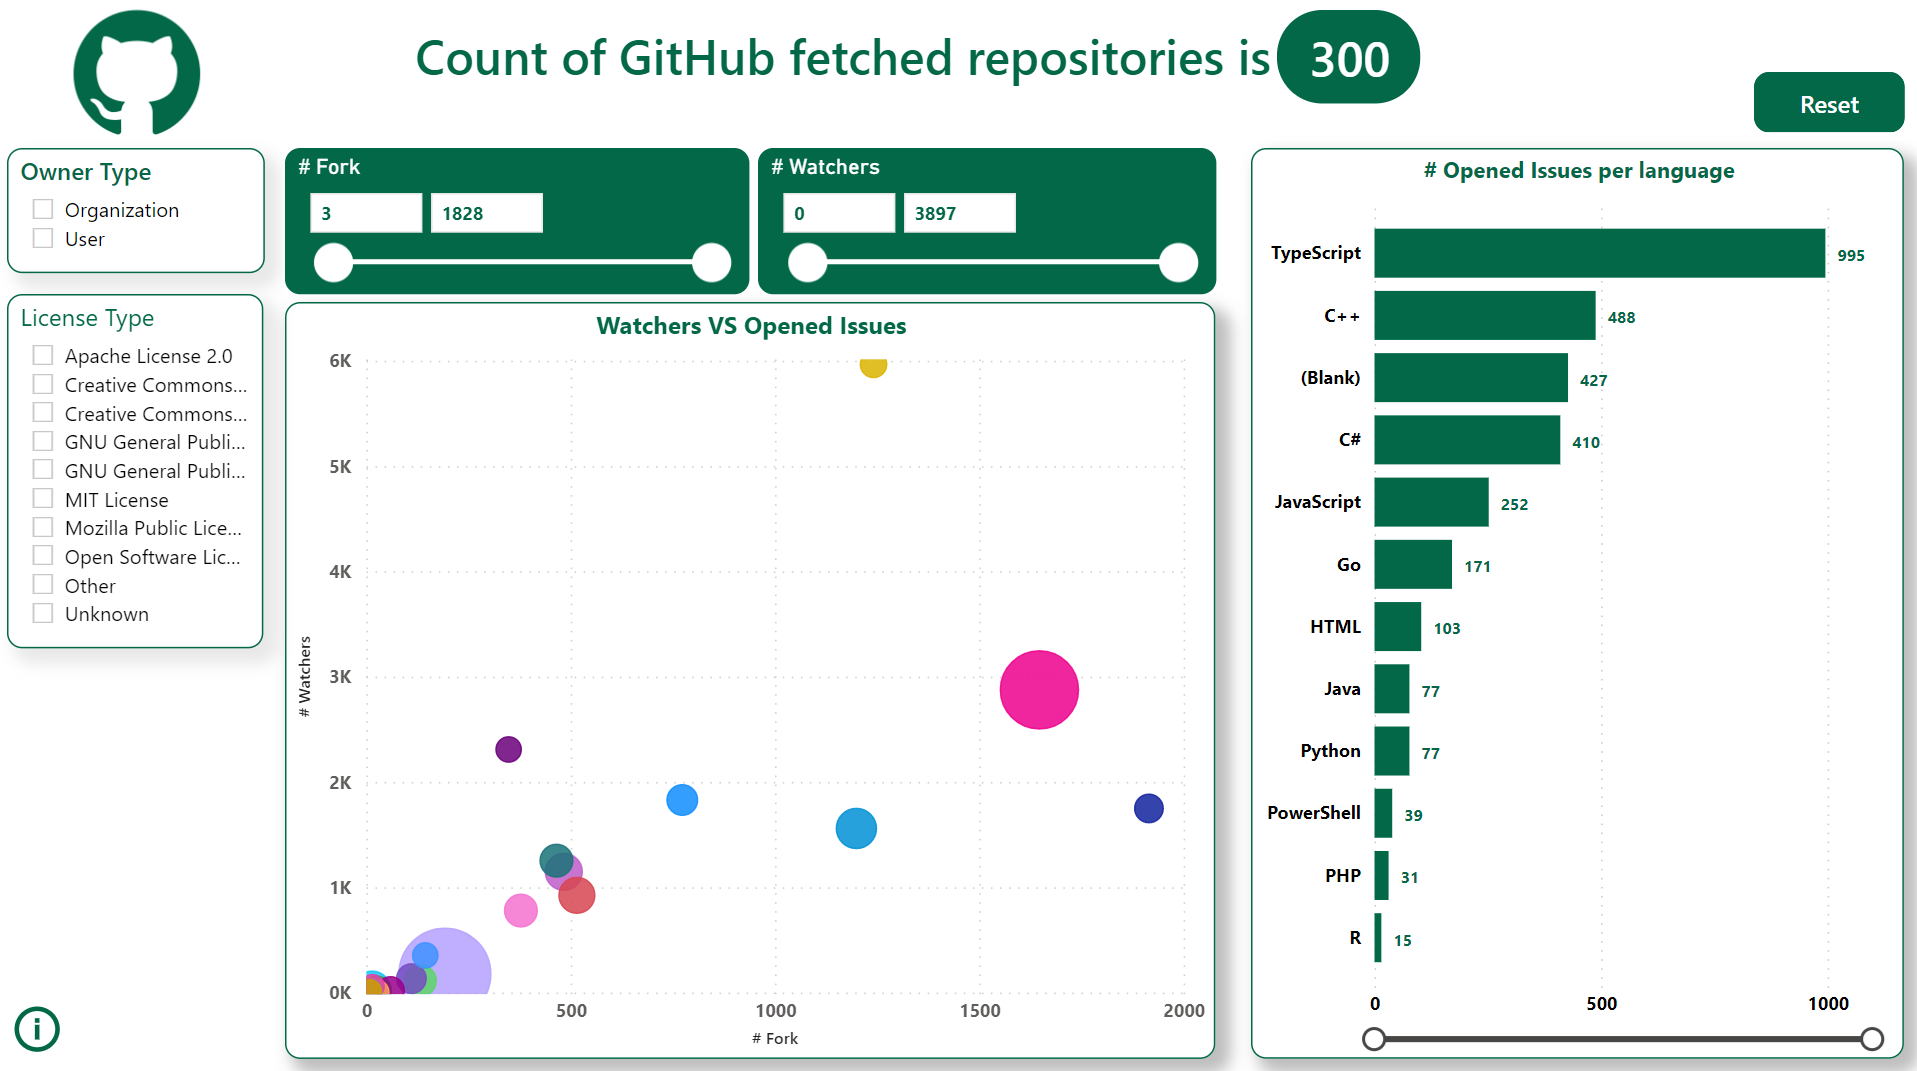 Count of GitHub fetched repositories is 300
Reset
Owner Type
Organization
User
License Type
Apache License 2.0
Creative Commons...
Creative Commons...
GNU General Publi...
GNU General Publi...
MIT License
Mozilla Public Lice...
Open Software Lic...
Other
Unknown
# Fork
3 1828
# Watchers
0 3897
Watchers VS Opened Issues
# Watchers
6K
5K
4K
3K
2K
1K
0K
0 500 1000 1500 2000
# Fork
# Opened Issues per language
TypeScript 995
C++ 488
(Blank) 427
C# 410
JavaScript 252
Go 171
HTML 103
Java 77
Python 77
PowerShell 39
PHP 31
R 15
0 500 1000